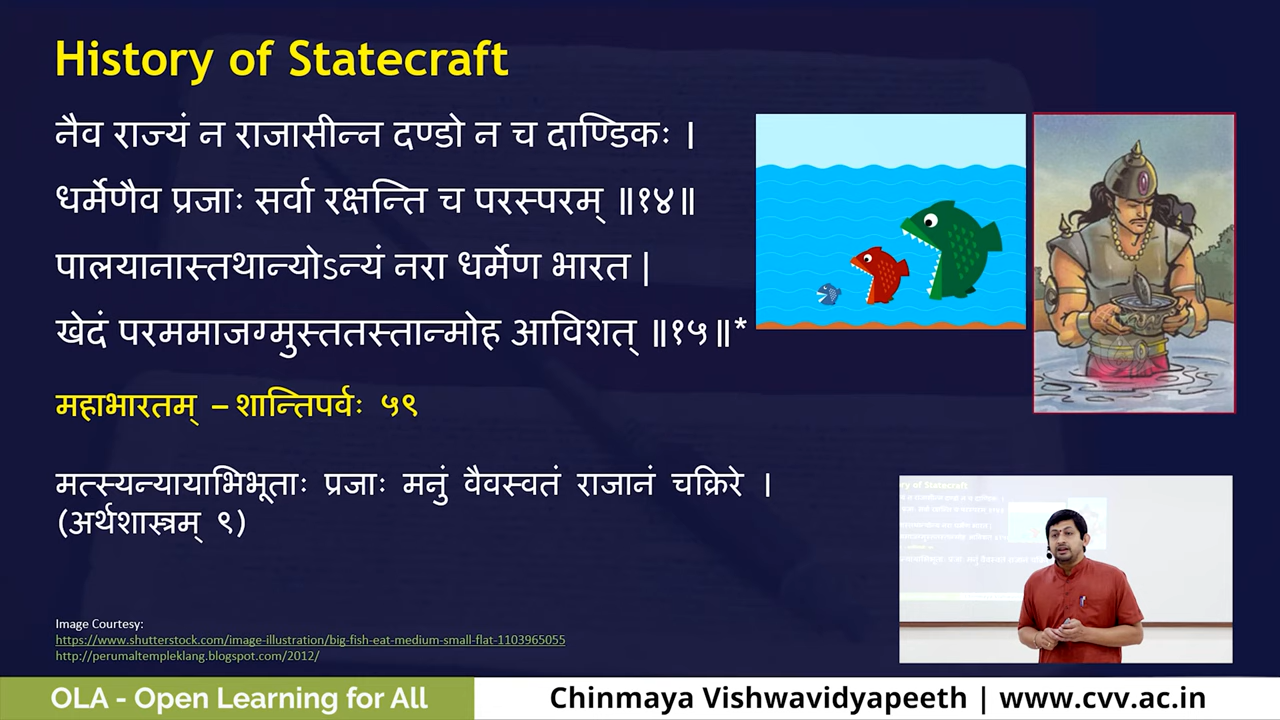 History of Statecraft
नैव राज्यं न राजासीन्न दण्डो न च दाण्डिकः ।
धर्मेणैव प्रजाः सर्वा रक्षन्ति च परस्परम् ॥१४॥
पालयानास्तथान्योऽन्यं नरा धर्मेण भारत |
खेदं परममाजग्मुस्ततस्तान्मोह आविशत् ॥१५॥*
महाभारतम् – शान्तिपर्वः ५९
मत्स्यन्यायाभिभूताः प्रजाः मनुं वैवस्वतं राजानं चक्रिरे ।
(अर्थशास्त्रम् ९)
Image Courtesy:
https://www.shutterstock.com/image-illustration/big-fish-eat-medium-small-flat-1103965055
http://perumaltempleklang.blogspot.com/2012/
ry of Statecraft
OLA - Open Learning for All
Chinmaya Vishwavidyapeeth | www.cvv.ac.in